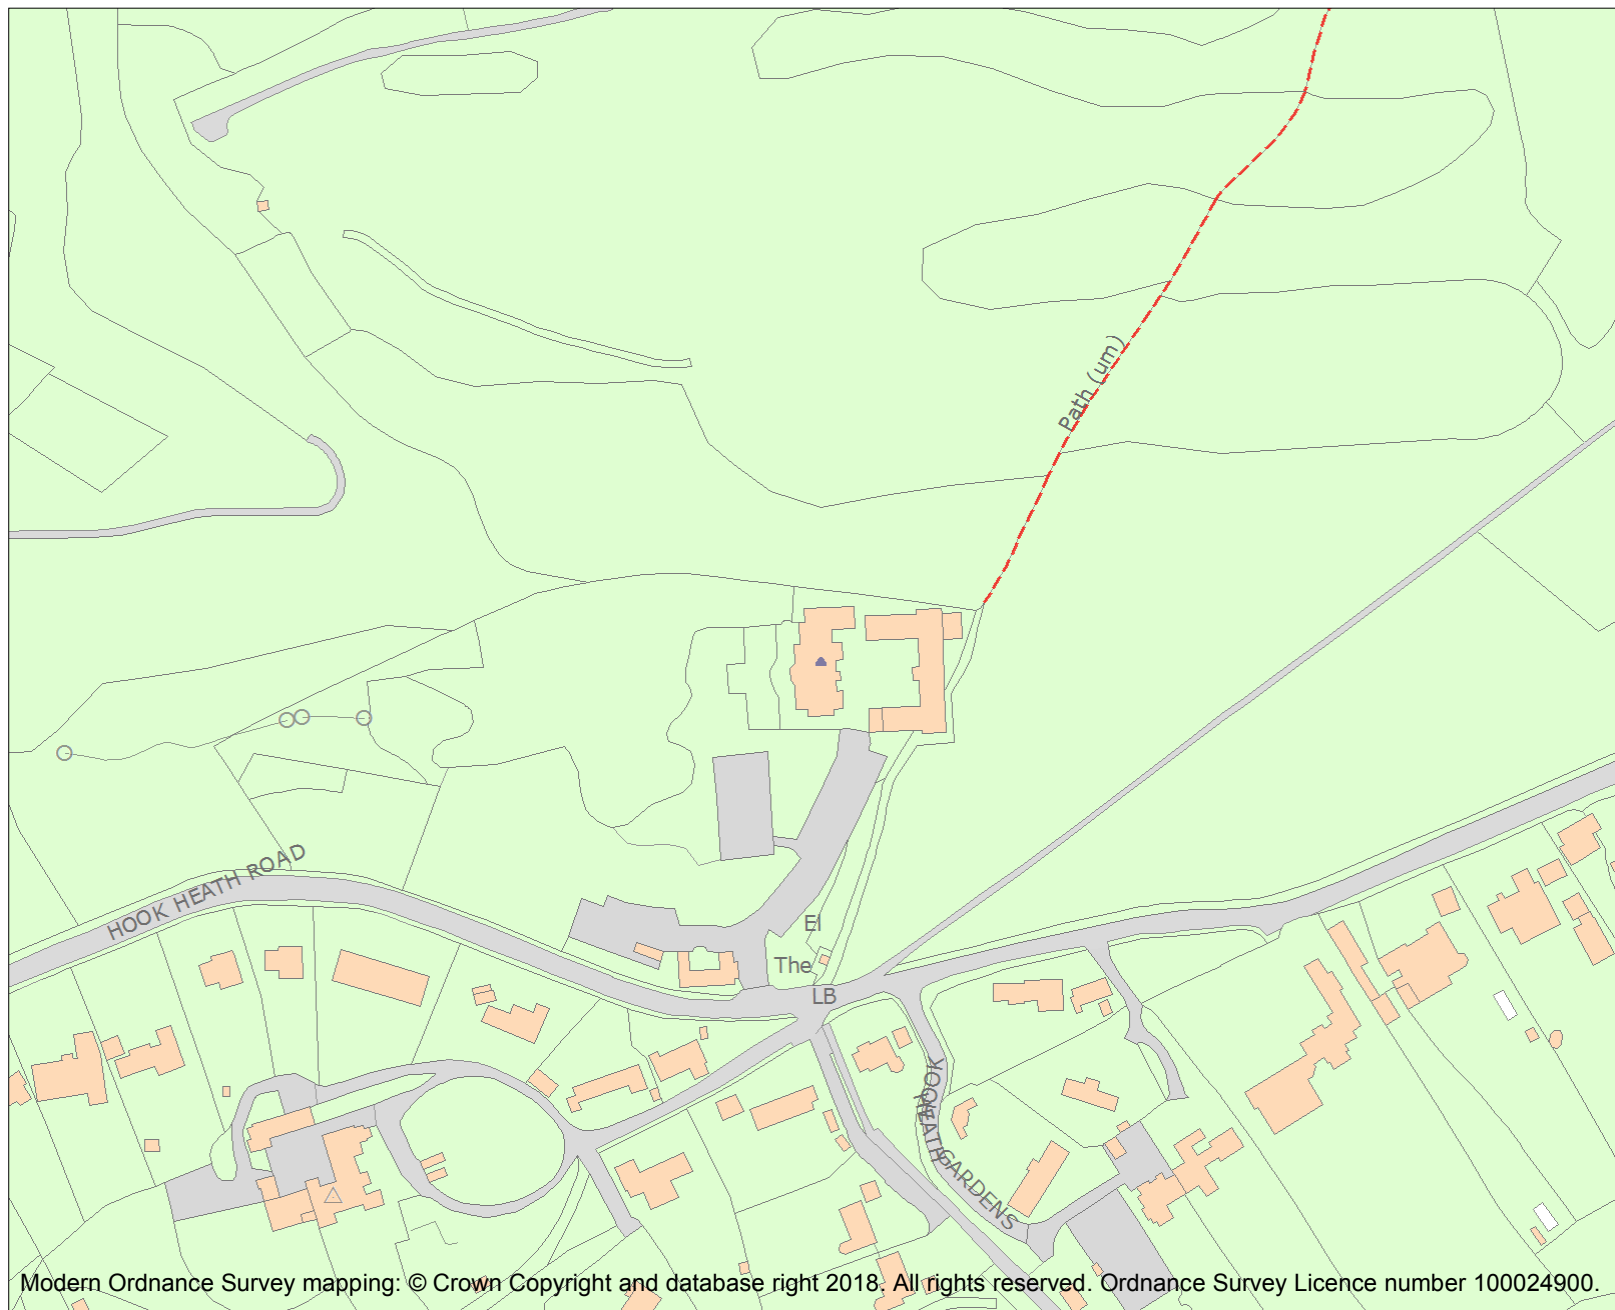 Path (um)
HOOK HEATH ROAD
El
The
LB
HOOK
HEATH
GARDENS
Modern Ordnance Survey mapping: © Crown Copyright and database right 2018. All rights reserved. Ordnance Survey Licence number 100024900.